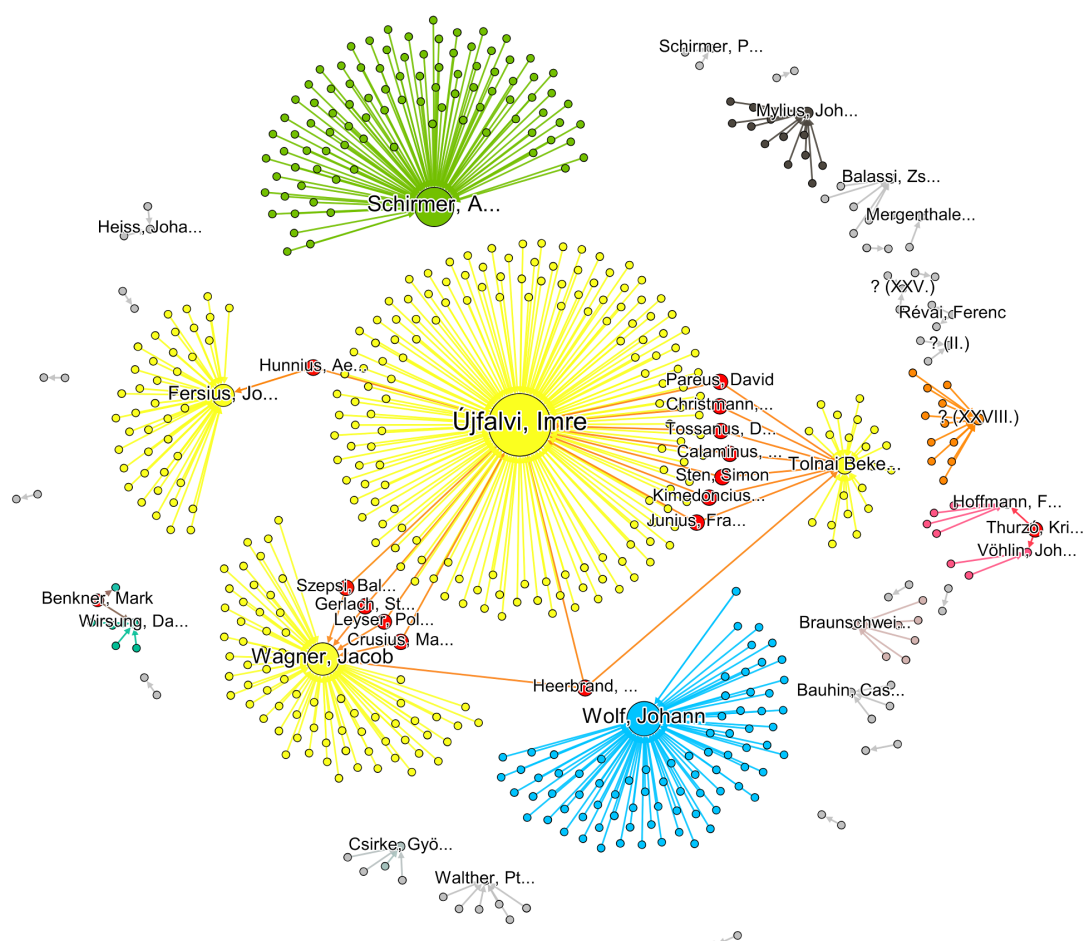 Schirmer, P...
Mylius, Joh...
Balassi, Zs...
Schirmer, A...
Mergenthale...
Heiss, Joha...
? (XXV.)
Révai, Ferenc
? (II.)
Hunnius, Ae...
Pareus, David
Fersius, Jo...
Christmann,...
? (XXVIII.)
Újfalvi, Imre
Tossanus, D...
Calaminus, ...
Tolnai Beke...
Sten, Simon
Kimedoncius...
Hoffmann, F...
Junius, Fra...
Thurzó, Kri...
Vöhlin, Joh...
Szepsi, Bal...
Benkner, Mark
Gerlach, St...
Leyser, Pol...
Wirsung, Da...
Braunschwei...
Crusius, Ma...
Wagner, Jacob
Heerbrand, ...
Bauhin, Cas...
Wolf, Johann
Csirke, Györ...
Walther, Pt...